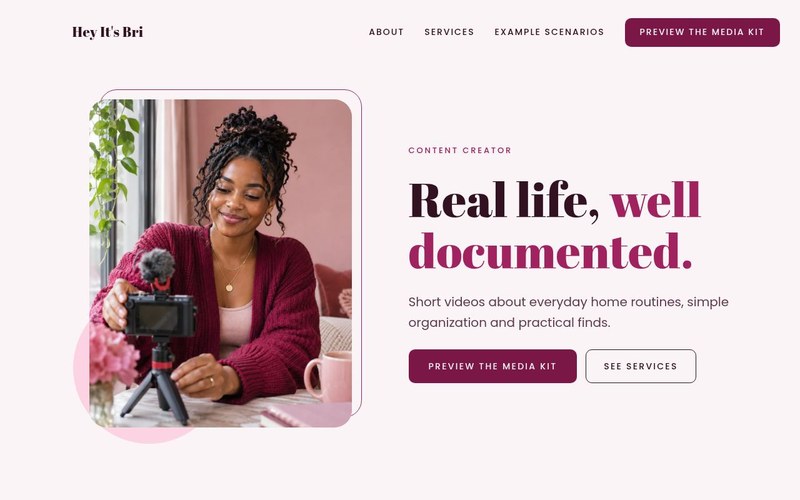 Hey It's Bri
ABOUT
SERVICES
EXAMPLE SCENARIOS
PREVIEW THE MEDIA KIT
CONTENT CREATOR
Real life, well
documented.
Short videos about everyday home routines, simple
organization and practical finds.
PREVIEW THE MEDIA KIT
SEE SERVICES